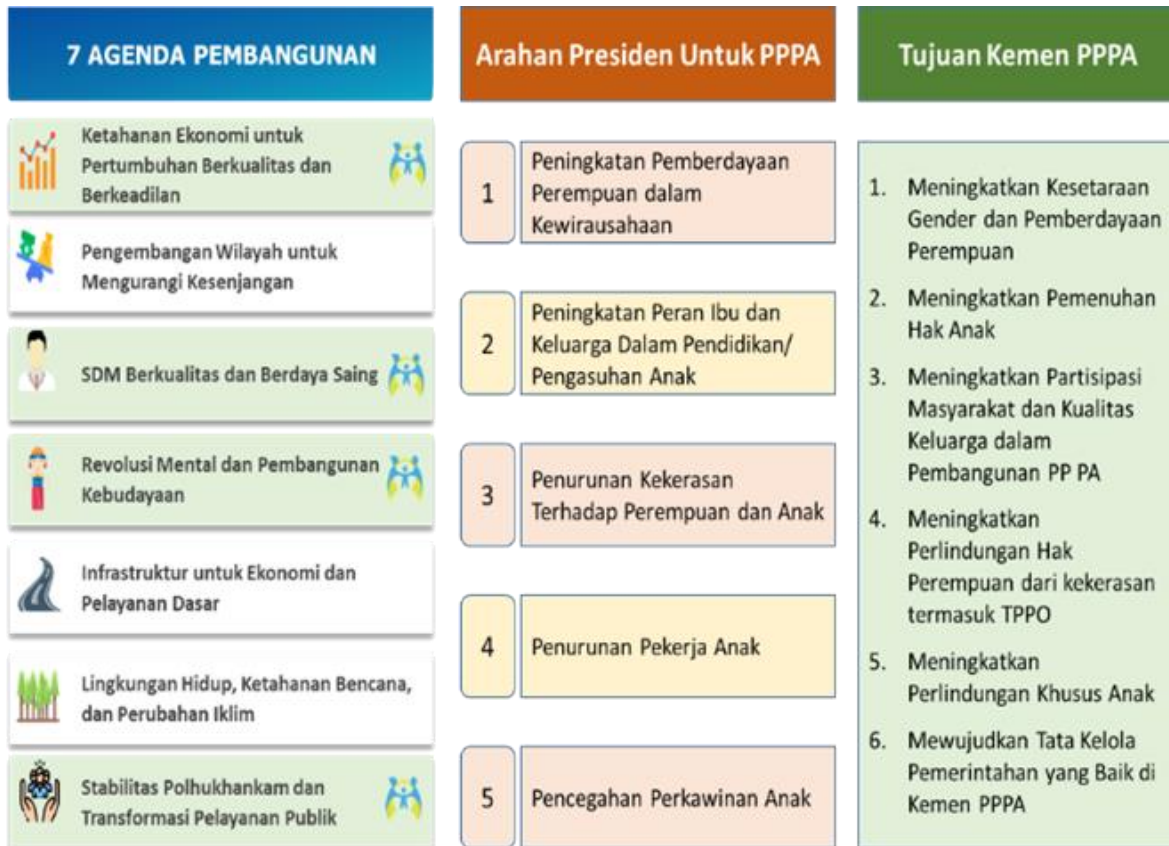 7 AGENDA PEMBANGUNAN
Ketahanan Ekonomi untuk
Pertumbuhan Berkualitas dan
Berkeadilan
Pengembangan Wilayah untuk
Mengurangi Kesenjangan
SDM Berkualitas dan Berdaya Saing
Revolusi Mental dan Pembangunan
Kebudayaan
Infrastruktur untuk Ekonomi dan
Pelayanan Dasar
Lingkungan Hidup, Ketahanan Bencana,
dan Perubahan Iklim
Stabilitas Polhukhankam dan
Transformasi Pelayanan Publik
Arahan Presiden Untuk PPPA
1
Peningkatan Pemberdayaan
Perempuan dalam
Kewirausahaan
2
Peningkatan Peran Ibu dan
Keluarga Dalam Pendidikan/
Pengasuhan Anak
3
Penurunan Kekerasan
Terhadap Perempuan dan Anak
4
Penurunan Pekerja Anak
5
Pencegahan Perkawinan Anak
Tujuan Kemen PPPA
1. Meningkatkan Kesetaraan
Gender dan Pemberdayaan
Perempuan
2. Meningkatkan Pemenuhan
Hak Anak
3. Meningkatkan Partisipasi
Masyarakat dan Kualitas
Keluarga dalam
Pembangunan PP PA
4. Meningkatkan
Perlindungan Hak
Perempuan dari kekerasan
termasuk TPPO
5. Meningkatkan
Perlindungan Khusus Anak
6. Mewujudkan Tata Kelola
Pemerintahan yang Baik di
Kemen PPPA